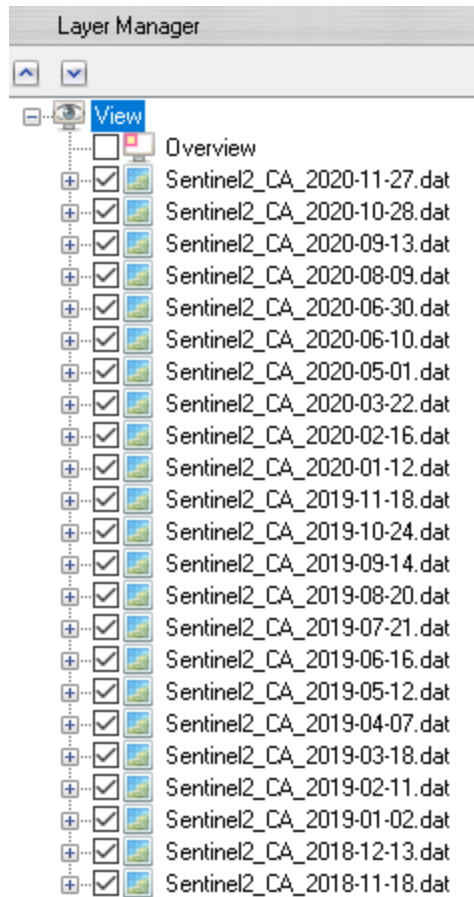 Layer Manager
View
Overview
Sentinel2_CA_2020-11-27.dat
Sentinel2_CA_2020-10-28.dat
Sentinel2_CA_2020-09-13.dat
Sentinel2_CA_2020-08-09.dat
Sentinel2_CA_2020-06-30.dat
Sentinel2_CA_2020-06-10.dat
Sentinel2_CA_2020-05-01.dat
Sentinel2_CA_2020-03-22.dat
Sentinel2_CA_2020-02-16.dat
Sentinel2_CA_2020-01-12.dat
Sentinel2_CA_2019-11-18.dat
Sentinel2_CA_2019-10-24.dat
Sentinel2_CA_2019-09-14.dat
Sentinel2_CA_2019-08-20.dat
Sentinel2_CA_2019-07-21.dat
Sentinel2_CA_2019-06-16.dat
Sentinel2_CA_2019-05-12.dat
Sentinel2_CA_2019-04-07.dat
Sentinel2_CA_2019-03-18.dat
Sentinel2_CA_2019-02-11.dat
Sentinel2_CA_2019-01-02.dat
Sentinel2_CA_2018-12-13.dat
Sentinel2_CA_2018-11-18.dat